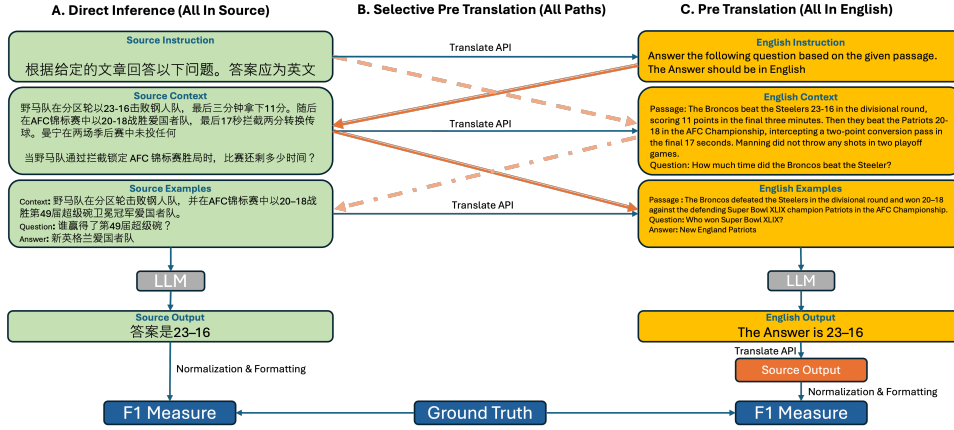 A. Direct Inference (All In Source)
B. Selective Pre Translation (All Paths)
C. Pre Translation (All In English)
Source Instruction
根据给定的文章回答以下问题。答案应为英文
Translate API
English Instruction
Answer the following question based on the given passage.
The Answer should be in English
Source Context
野马队在分区轮以23-16击败钢人队，最后三分钟拿下11分。随后
在AFC锦标赛中以20-18战胜爱国者队，最后17秒拦截两分转换传
球。曼宁在两场季后赛中未投任何
当野马队通过拦截锁定 AFC 锦标赛胜局时，比赛还剩多少时间？
Translate API
English Context
Passage: The Broncos beat the Steelers 23-16 in the divisional round,
scoring 11 points in the final three minutes. Then they beat the Patriots 20-
18 in the AFC Championship, intercepting a two-point conversion pass in
the final 17 seconds. Manning did not throw any shots in two playoff
games.
Question: How much time did the Broncos beat the Steeler?
Source Examples
Context: 野马队在分区轮击败钢人队，并在AFC锦标赛中以20–18战
胜第49届超级碗卫冕冠军爱国者队。
Question: 谁赢得了第49届超级碗？
Answer: 新英格兰爱国者队
Translate API
English Examples
Passage : The Broncos defeated the Steelers in the divisional round and won 20–18
against the defending Super Bowl XLIX champion Patriots in the AFC Championship.
Question: Who won Super Bowl XLIX?
Answer: New England Patriots
LLM
LLM
Source Output
答案是23–16
English Output
The Answer is 23–16
Translate API
Source Output
Normalization & Formatting
Normalization & Formatting
F1 Measure
Ground Truth
F1 Measure